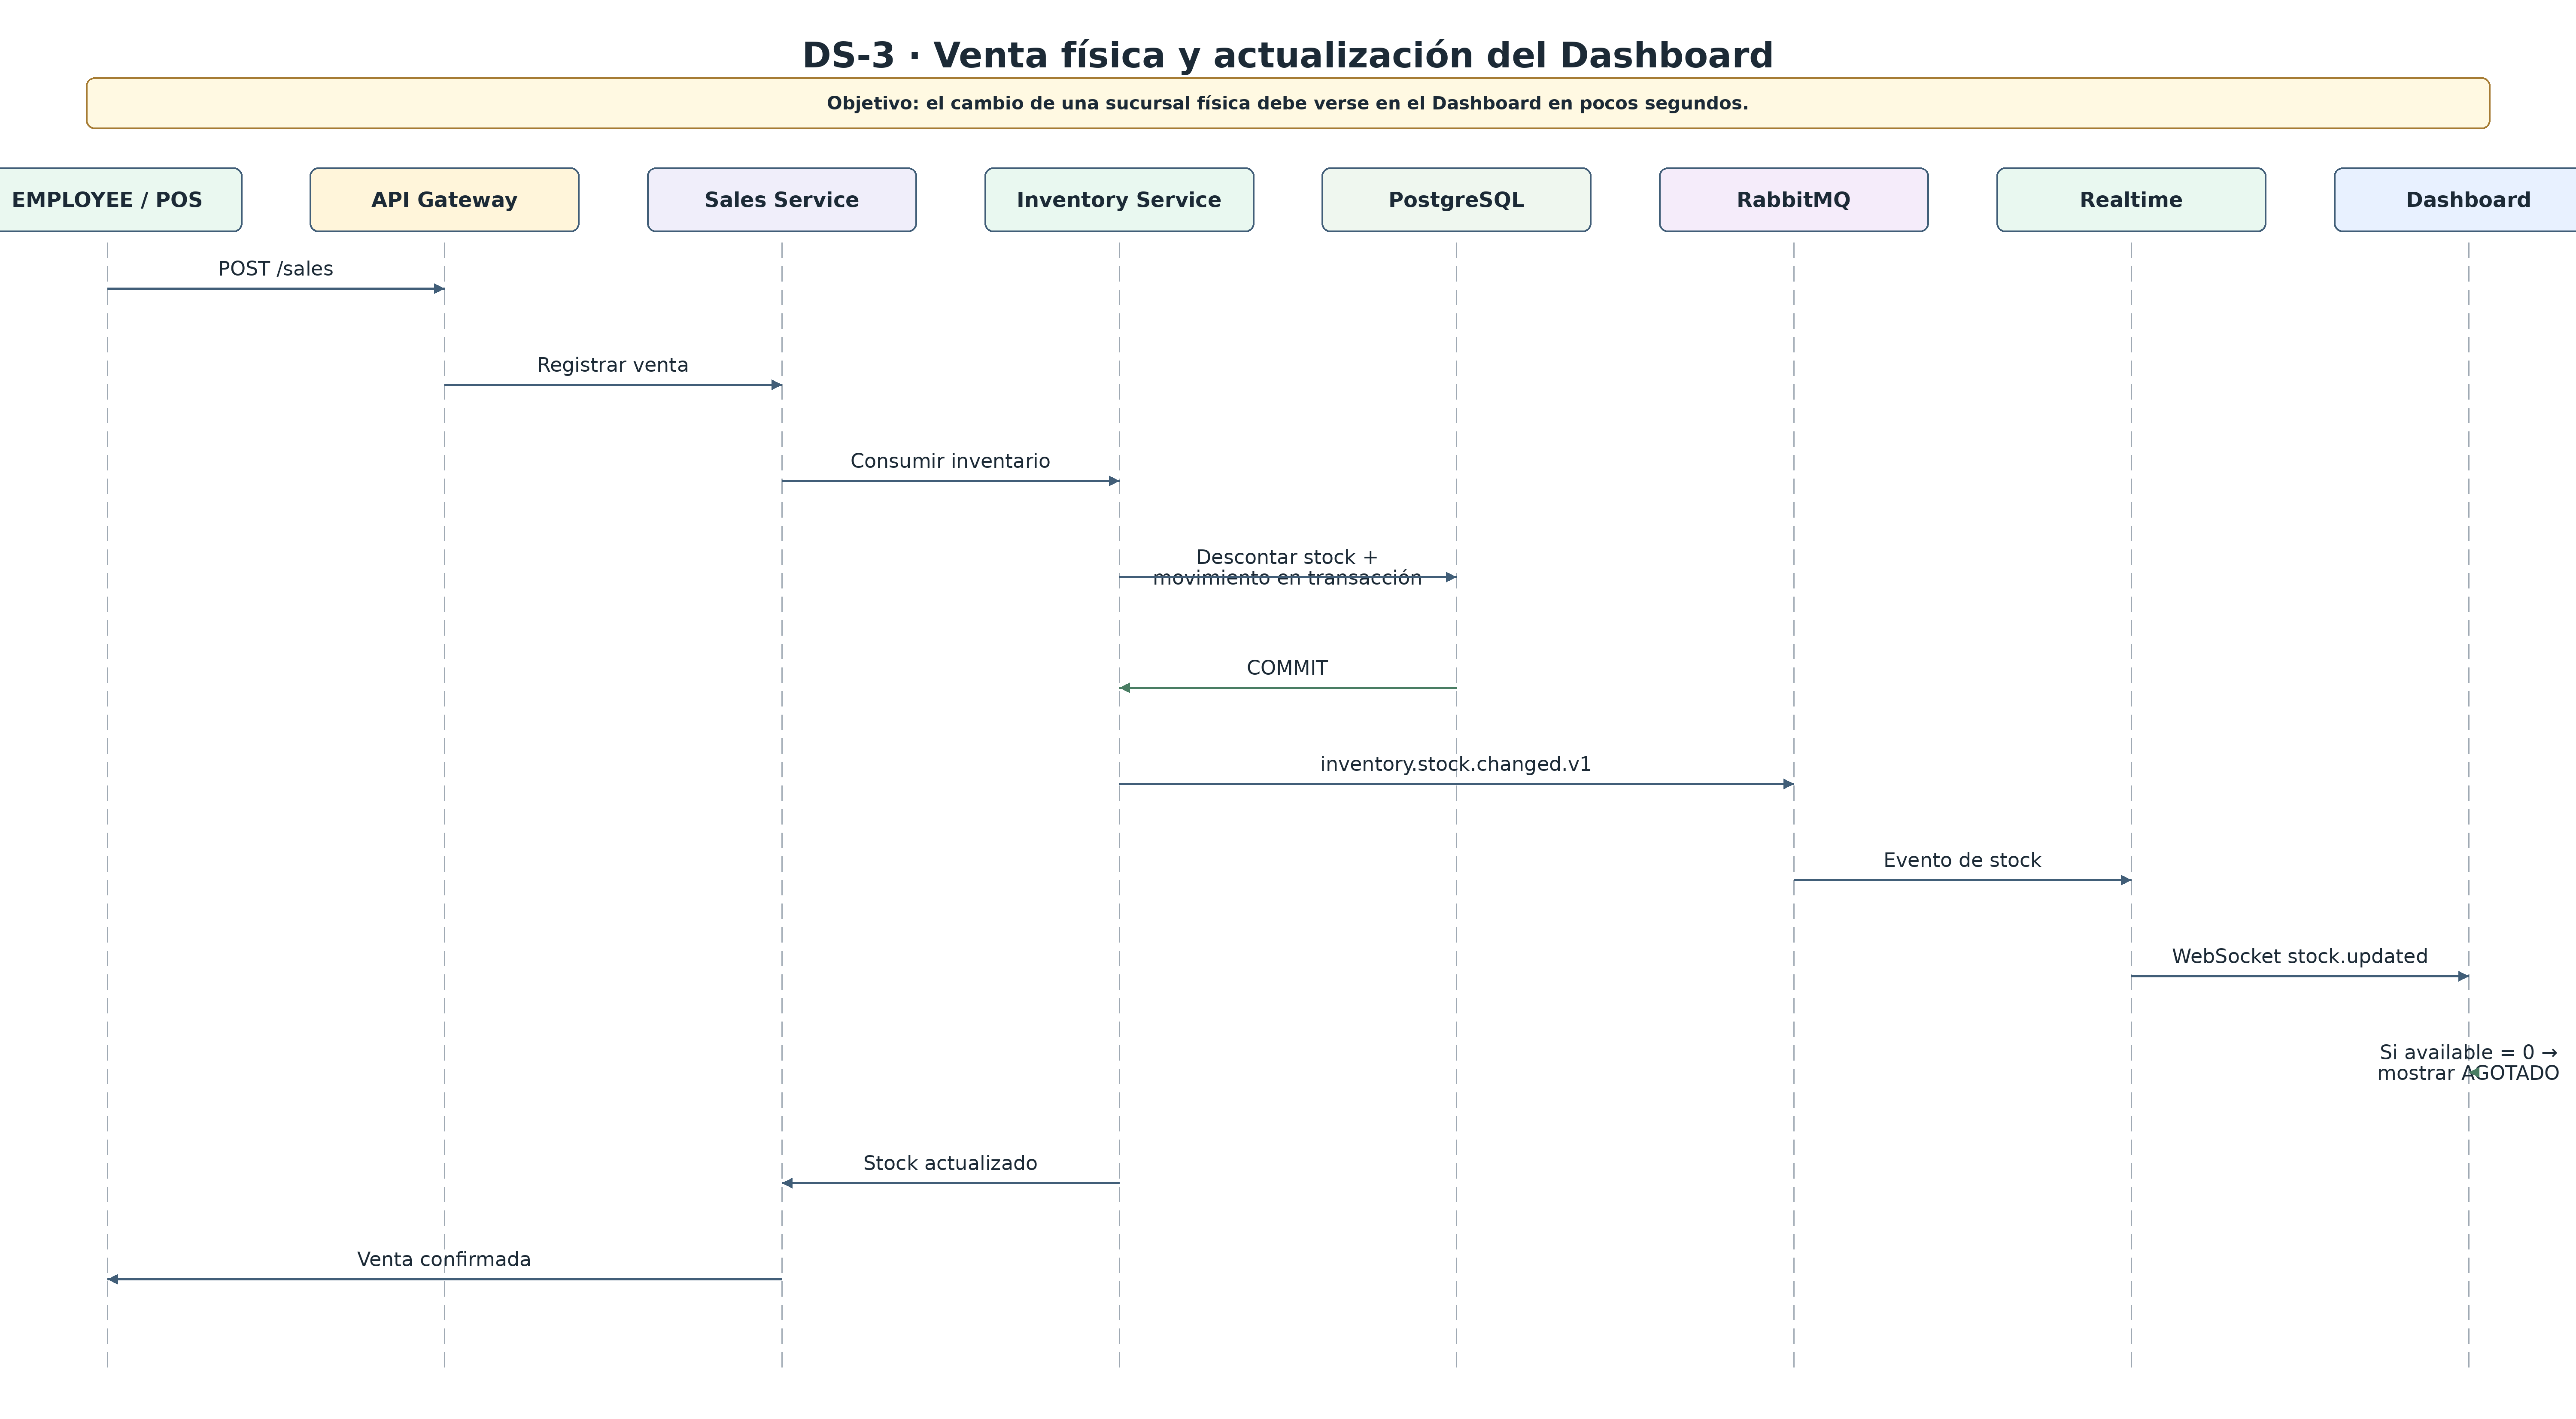 DS-3 · Venta física y actualización del Dashboard
Objetivo: el cambio de una sucursal física debe verse en el Dashboard en pocos segundos.
EMPLOYEE / POS
API Gateway
Sales Service
Inventory Service
PostgreSQL
RabbitMQ
Realtime
Dashboard
POST /sales
Registrar venta
Consumir inventario
Descontar stock +
movimiento en transacción
COMMIT
inventory.stock.changed.v1
Evento de stock
WebSocket stock.updated
Si available = 0 →
mostrar AGOTADO
Stock actualizado
Venta confirmada